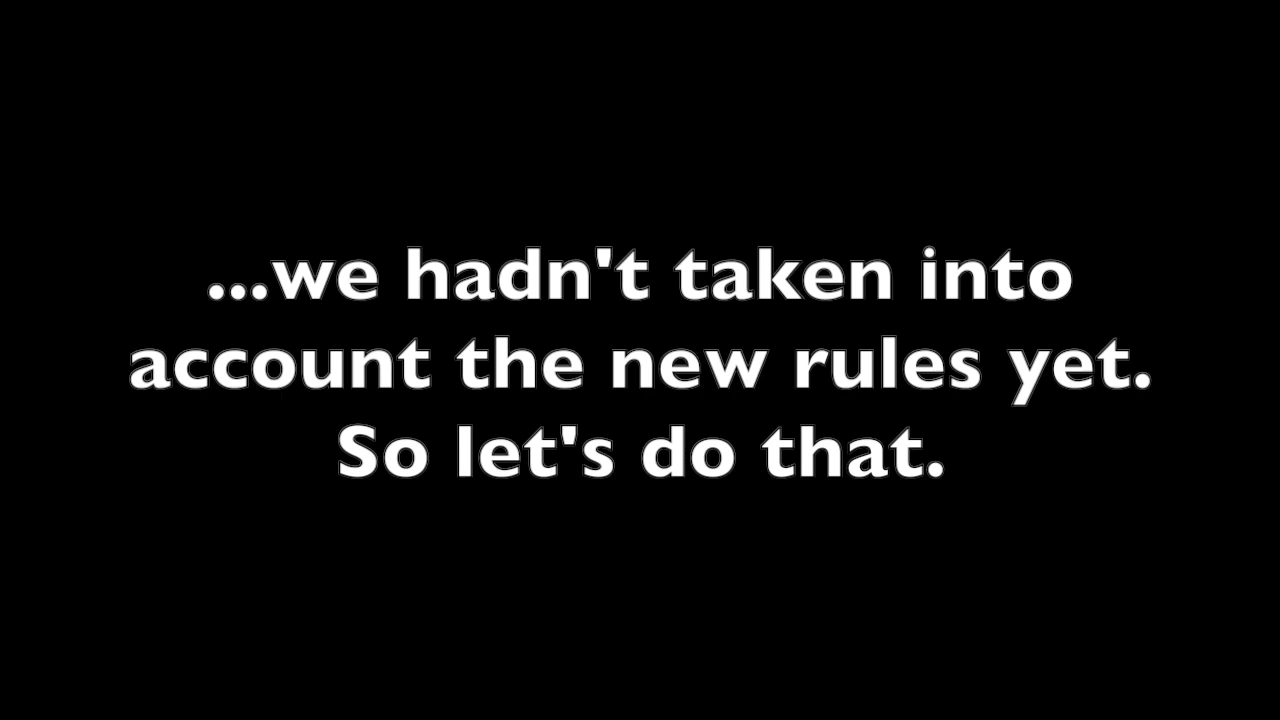 ...we hadn't taken into
account the new rules yet.
So let's do that.